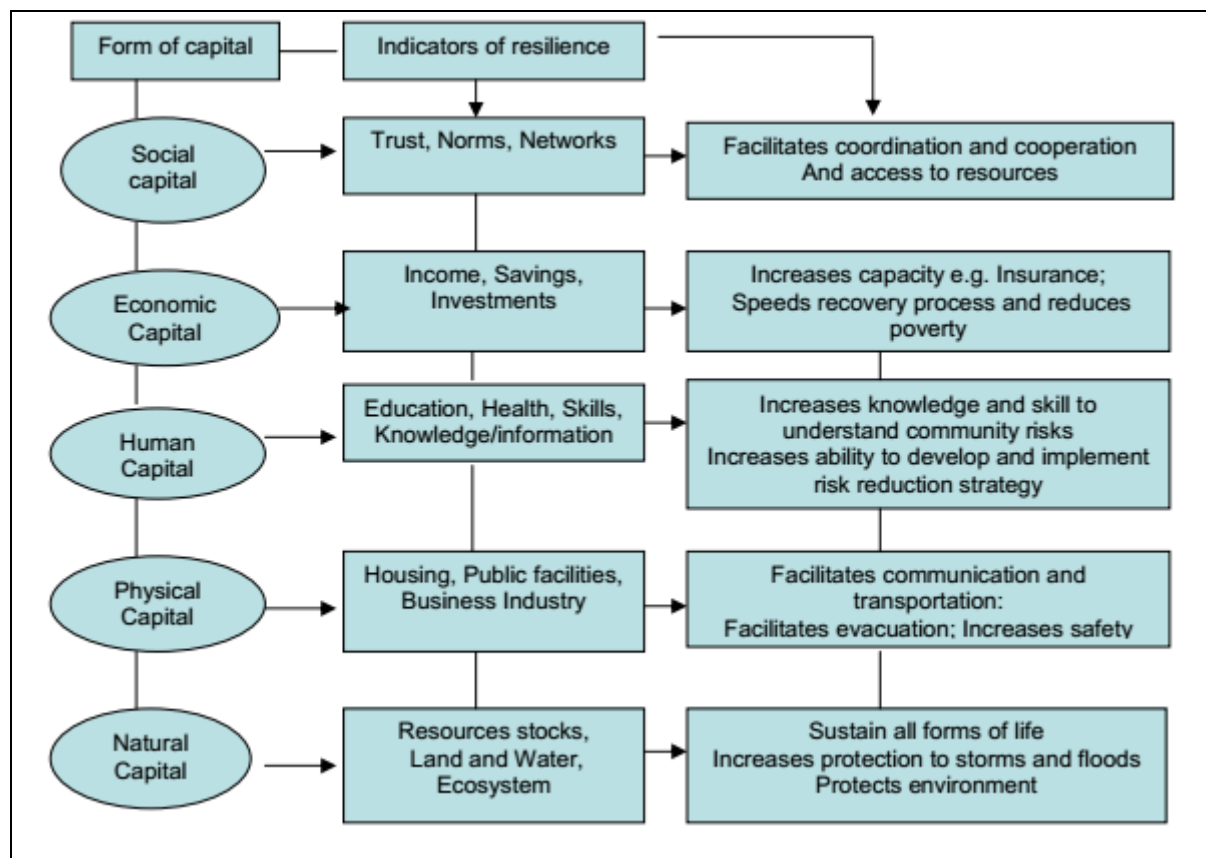 Form of capital
Indicators of resilience
Social
capital
Trust, Norms, Networks
Facilitates coordination and cooperation
And access to resources
Economic
Capital
Income, Savings,
Investments
Increases capacity e.g. Insurance;
Speeds recovery process and reduces
poverty
Human
Capital
Education, Health, Skills,
Knowledge/information
Increases knowledge and skill to
understand community risks
Increases ability to develop and implement
risk reduction strategy
Physical
Capital
Housing, Public facilities,
Business Industry
Facilitates communication and
transportation:
Facilitates evacuation; Increases safety
Natural
Capital
Resources stocks,
Land and Water,
Ecosystem
Sustain all forms of life
Increases protection to storms and floods
Protects environment